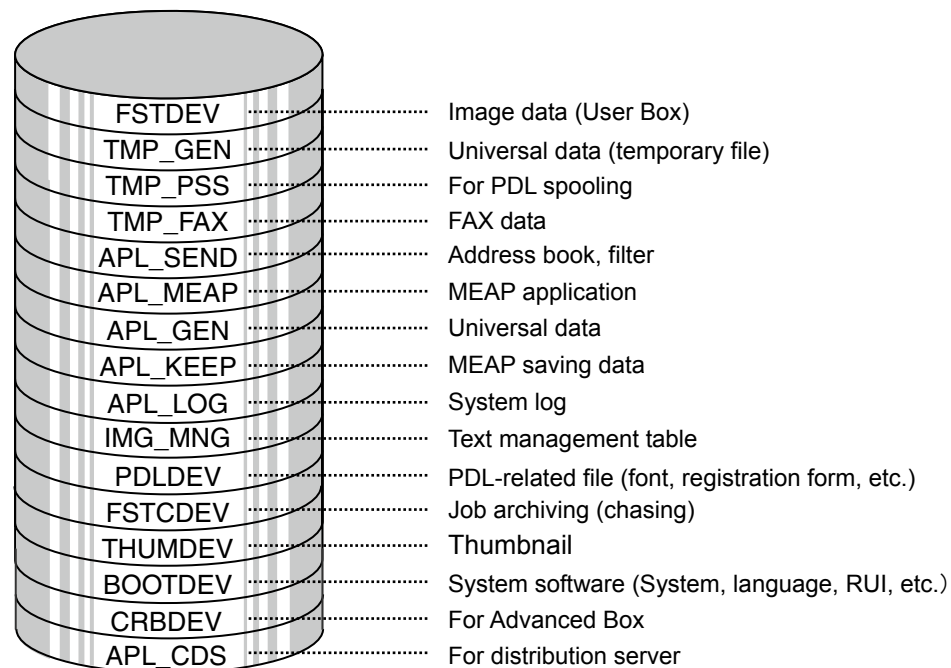 FSTDEV Image data (User Box)
TMP_GEN Universal data (temporary file)
TMP_PSS For PDL spooling
TMP_FAX FAX data
APL_SEND Address book, filter
APL_MEAP MEAP application
APL_GEN Universal data
APL_KEEP MEAP saving data
APL_LOG System log
IMG_MNG Text management table
PDLDEV PDL-related file (font, registration form, etc.)
FSTCDEV Job archiving (chasing)
THUMDEV Thumbnail
BOOTDEV System software (System, language, RUI, etc.)
CRBDEV For Advanced Box
APL_CDS For distribution server